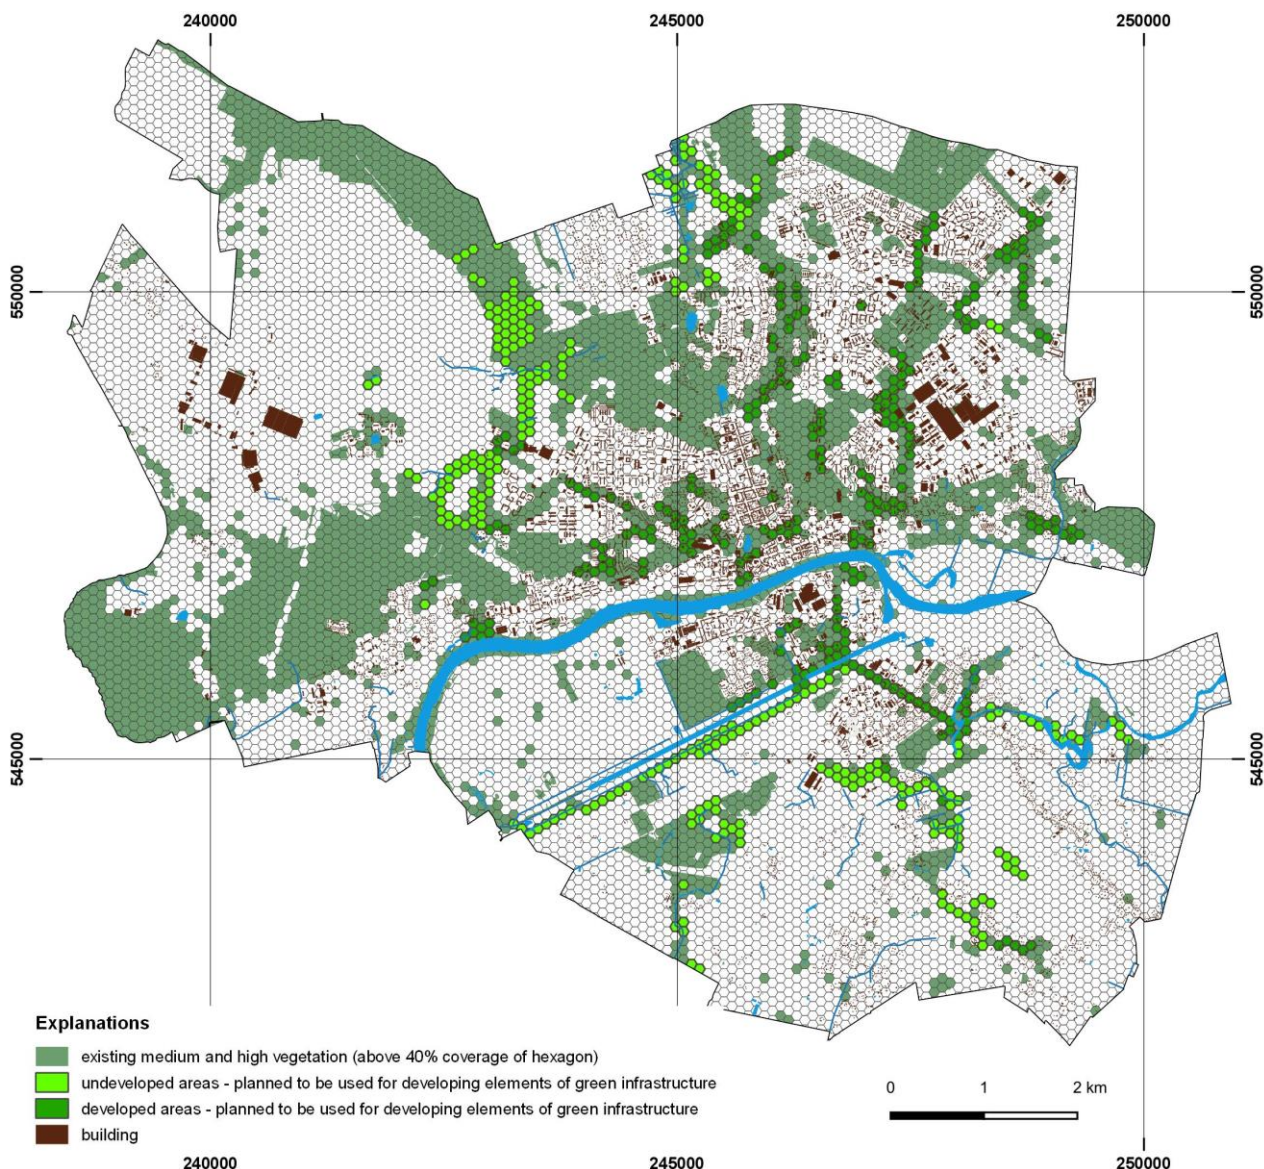 240000 245000 250000
550000 550000
545000 545000
Explanations
existing medium and high vegetation (above 40% coverage of hexagon)
undeveloped areas - planned to be used for developing elements of green infrastructure
developed areas - planned to be used for developing elements of green infrastructure
building
0 1 2 km
240000 245000 250000